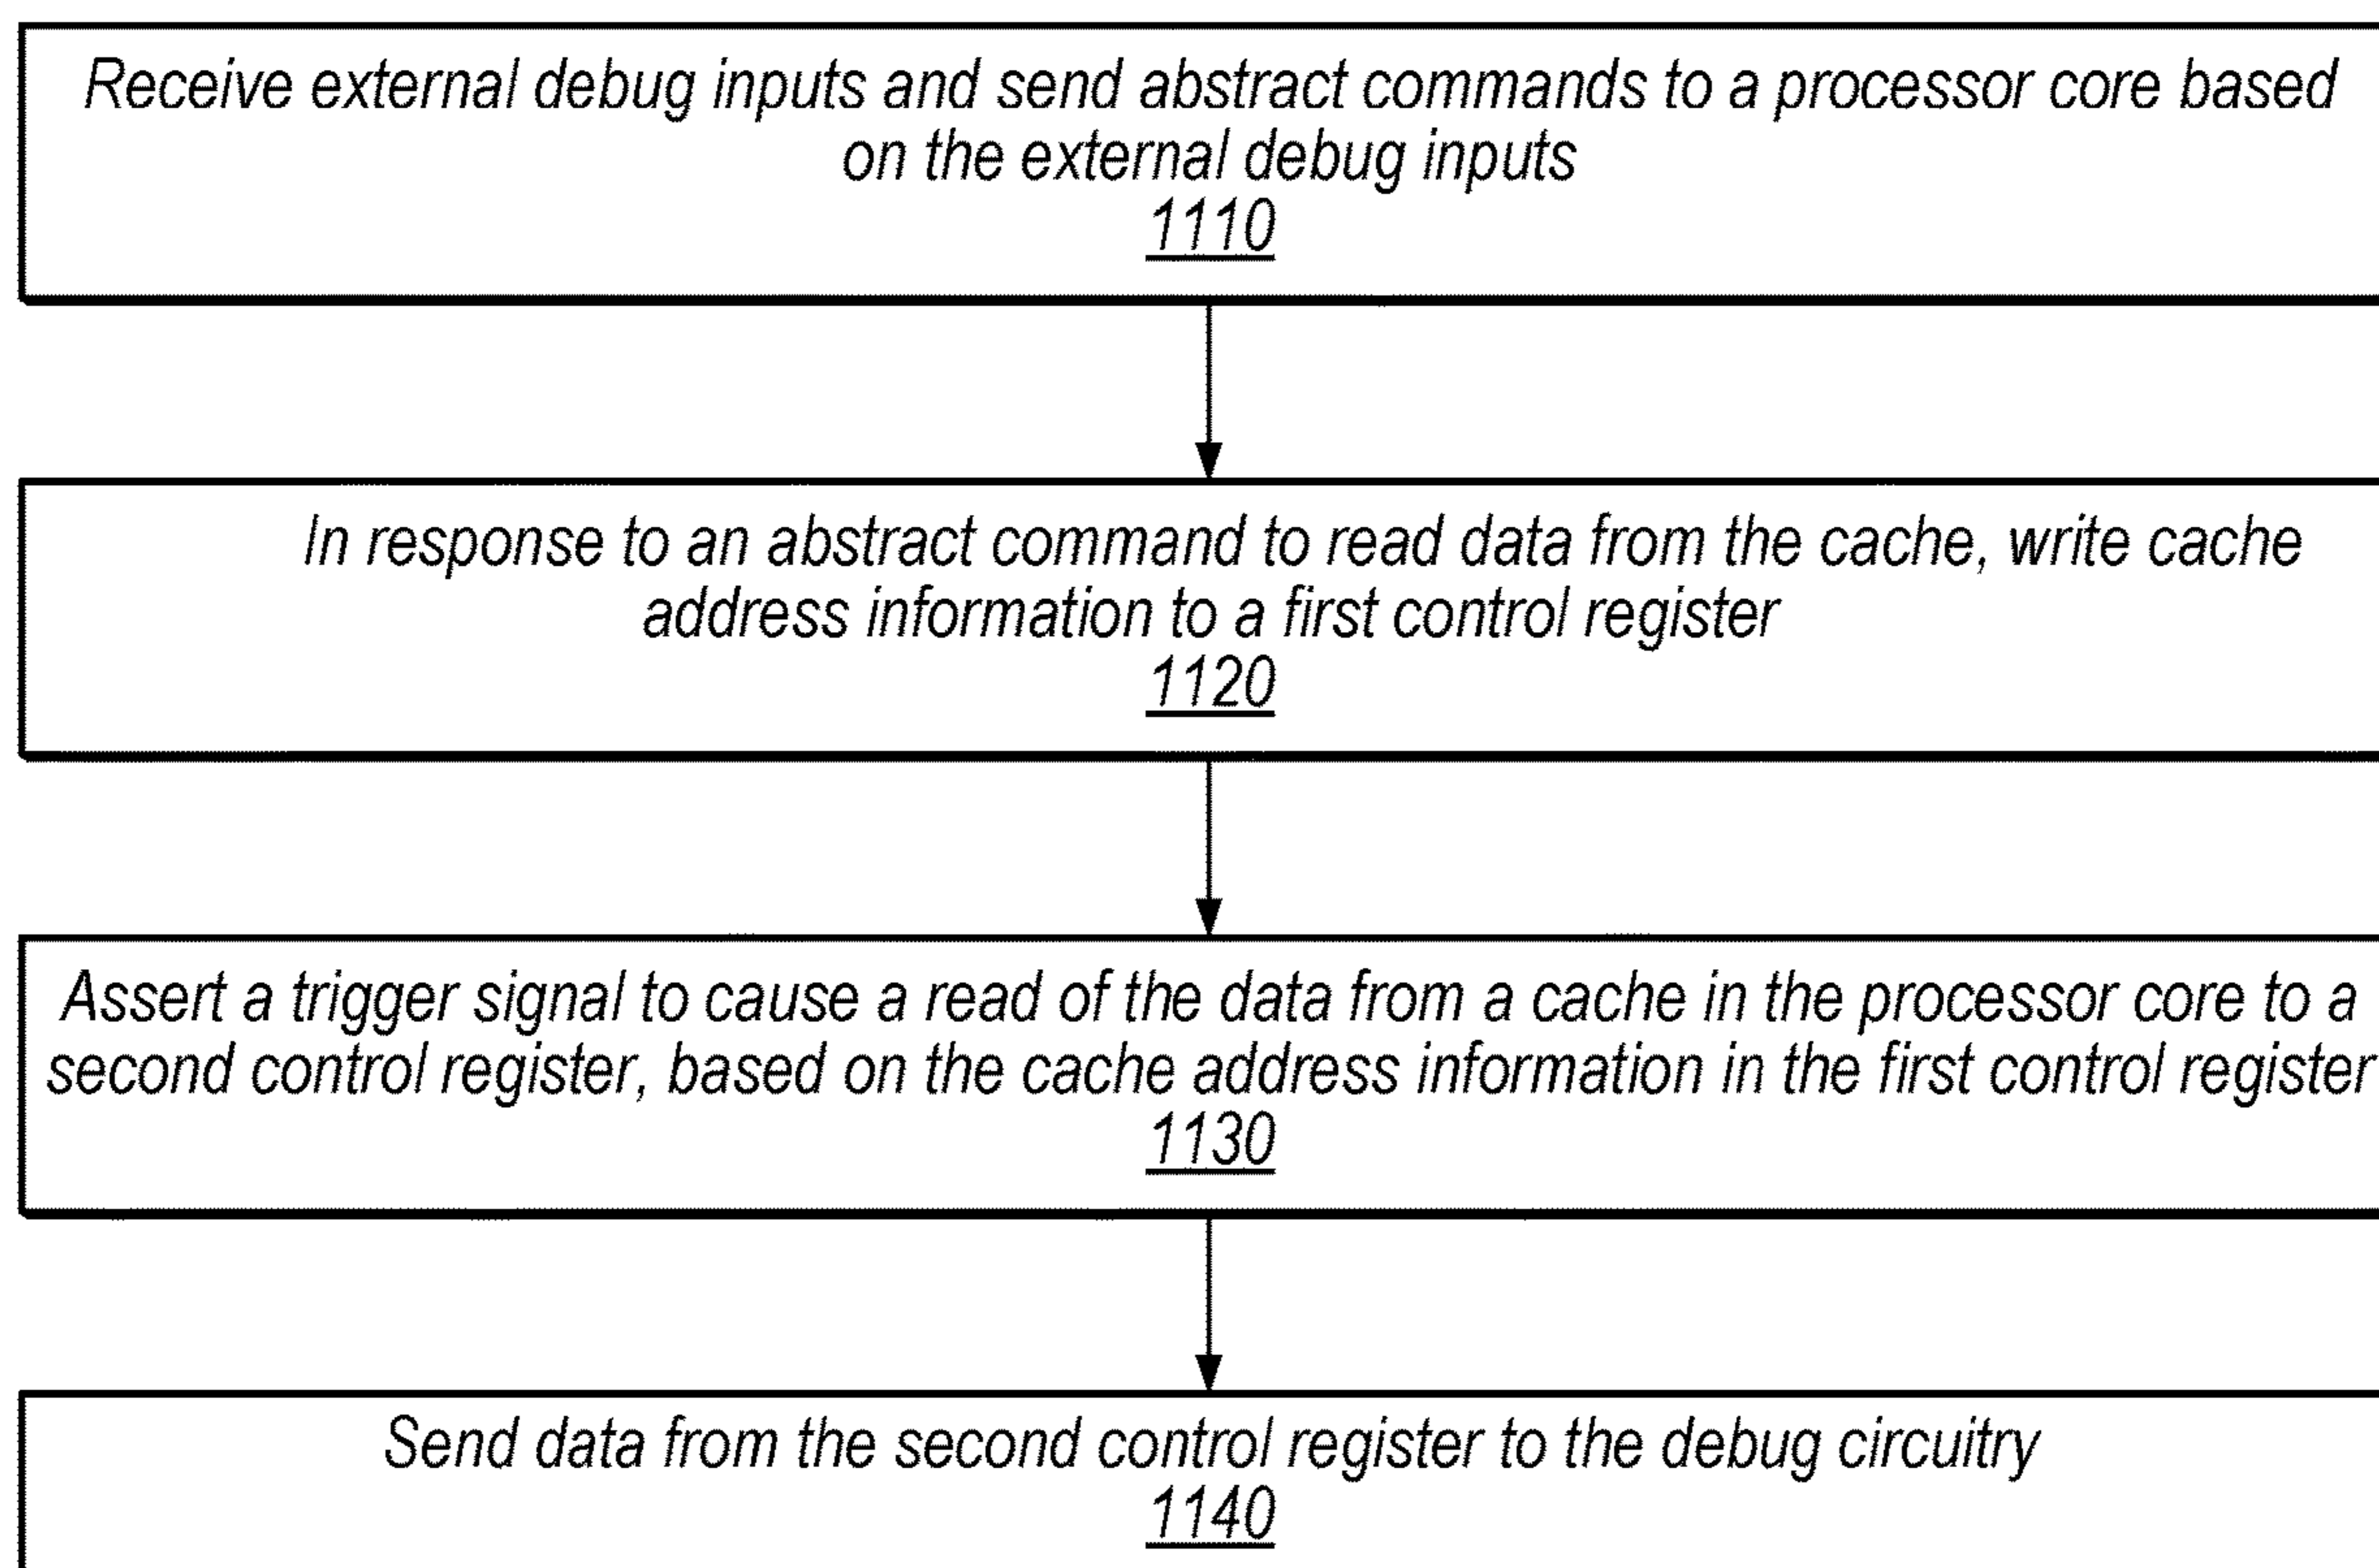 Receive external debug inputs and send abstract commands to a processor core based
on the external debug inputs
1110
In response to an abstract command to read data from the cache, write cache
address information to a first control register
1120
Assert a trigger signal to cause a read of the data from a cache in the processor core to a
second control register, based on the cache address information in the first control register
1130
Send data from the second control register to the debug circuitry
1140